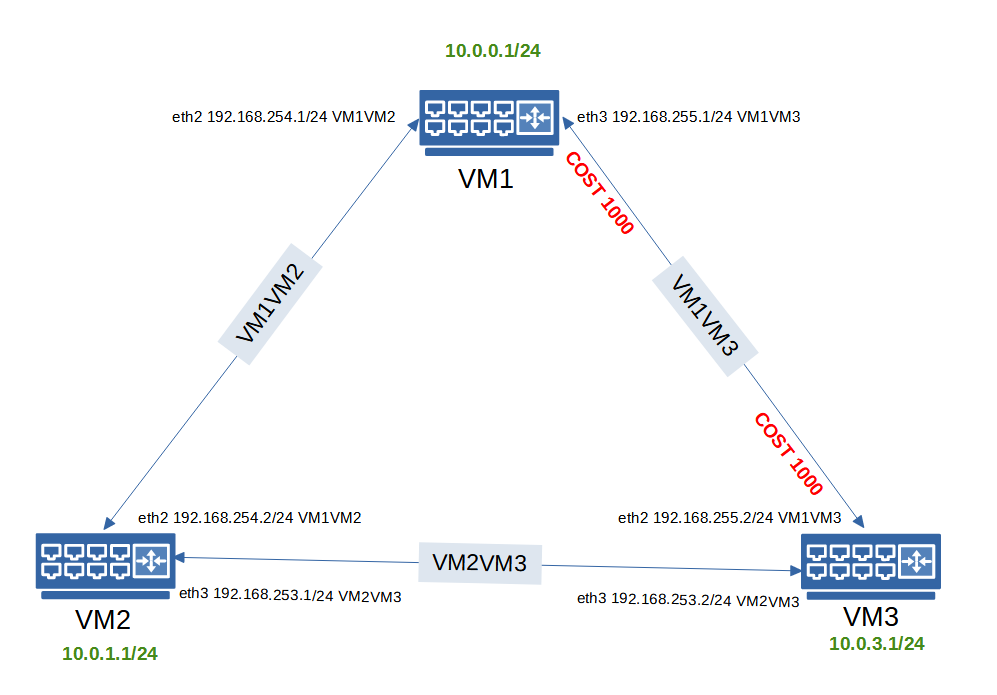 10.0.0.1/24
eth2 192.168.254.1/24 VM1VM2
eth3 192.168.255.1/24 VM1VM3
VM1
COST 1000
VM1VM2
VM1VM3
COST 1000
eth2 192.168.254.2/24 VM1VM2
eth2 192.168.255.2/24 VM1VM3
VM2VM3
eth3 192.168.253.1/24 VM2VM3
eth3 192.168.253.2/24 VM2VM3
VM2
VM3
10.0.1.1/24
10.0.3.1/24